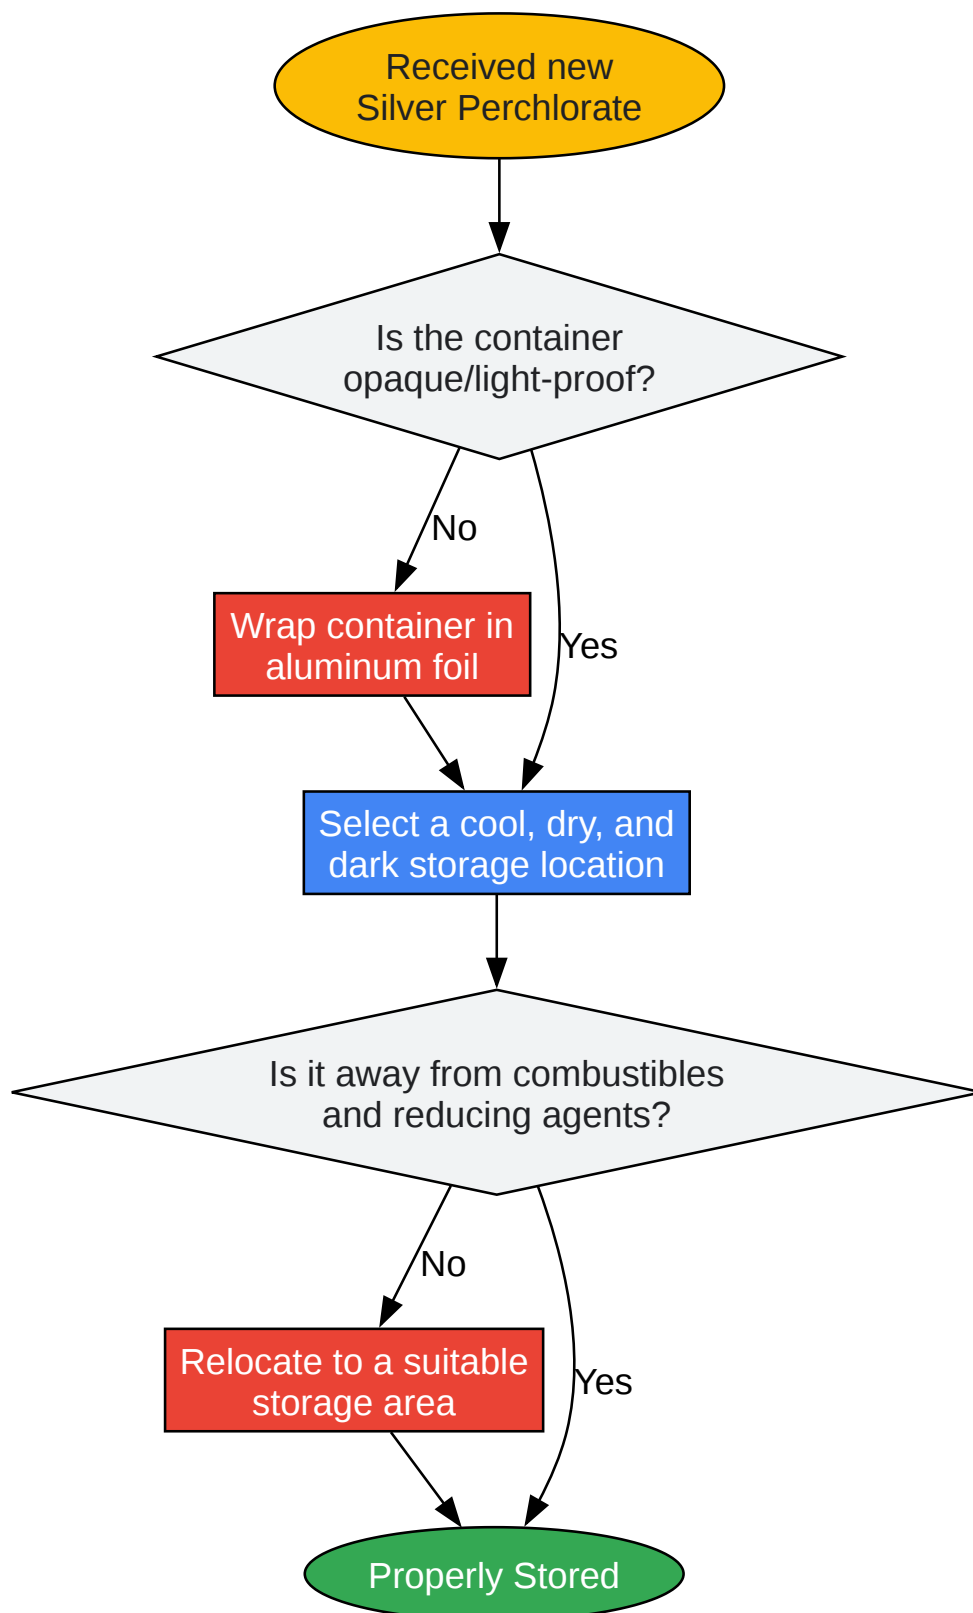 Received new
Silver Perchlorate
Is the container
opaque/light-proof?
No
Wrap container in
aluminum foil
Yes
Select a cool, dry, and
dark storage location
Is it away from combustibles
and reducing agents?
No
Relocate to a suitable
storage area
Yes
Properly Stored